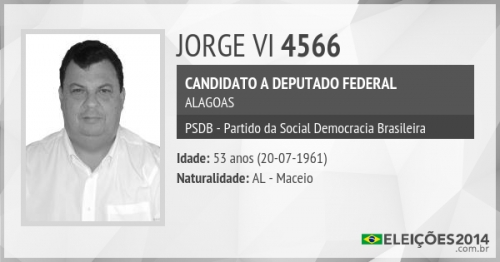 JORGE VI 4566
CANDIDATO A DEPUTADO FEDERAL
ALAGOAS
PSDB - Partido da Social Democracia Brasileira
Idade: 53 anos (20-07-1961)
Naturalidade: AL - Maceio
ELEIÇÕES2014
.com.br